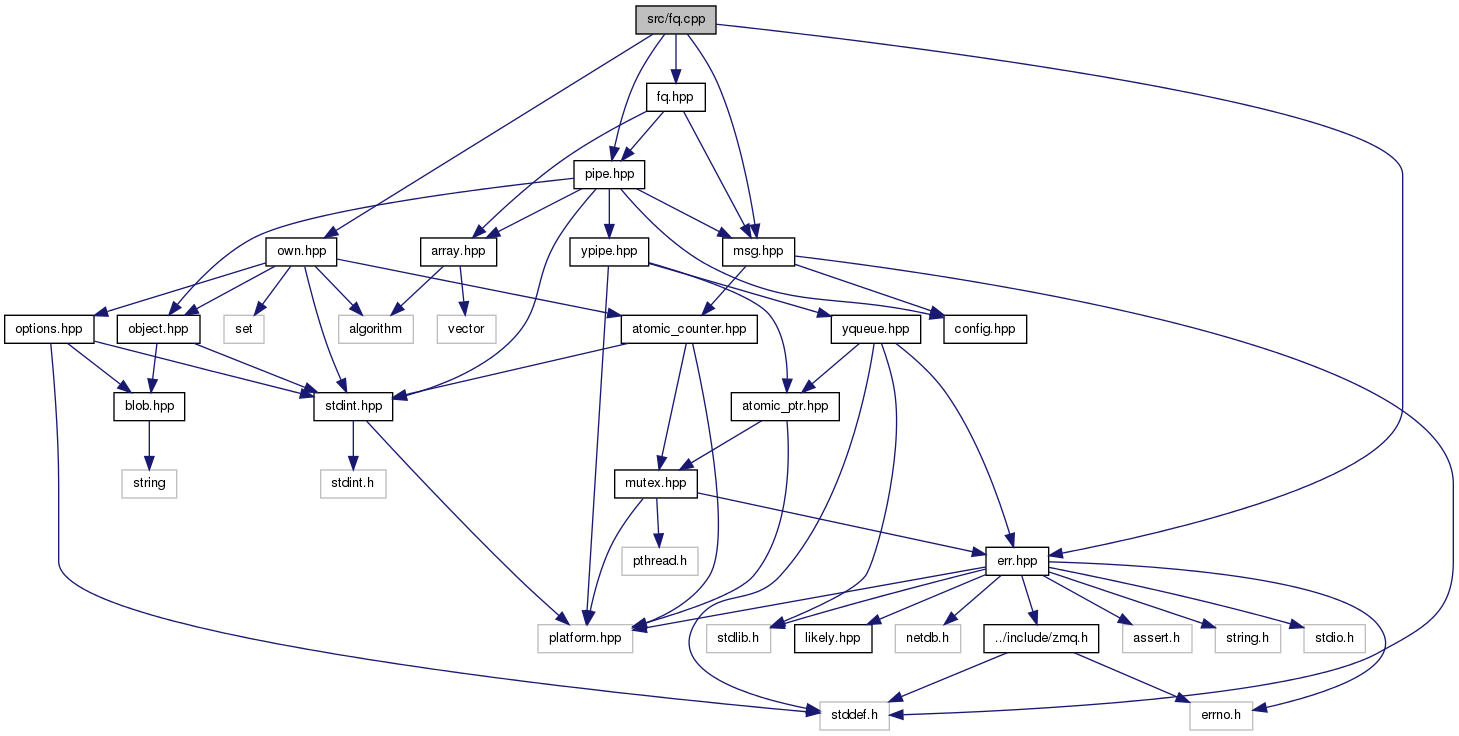 src/fq.cpp
fq.hpp
pipe.hpp
own.hpp
array.hpp
ypipe.hpp
msg.hpp
options.hpp
object.hpp
set
algorithm
vector
atomic_counter.hpp
yqueue.hpp
config.hpp
blob.hpp
stdint.hpp
atomic_ptr.hpp
string
stdint.h
mutex.hpp
pthread.h
err.hpp
platform.hpp
stdlib.h
likely.hpp
netdb.h
../include/zmq.h
assert.h
string.h
stdio.h
stddef.h
errno.h